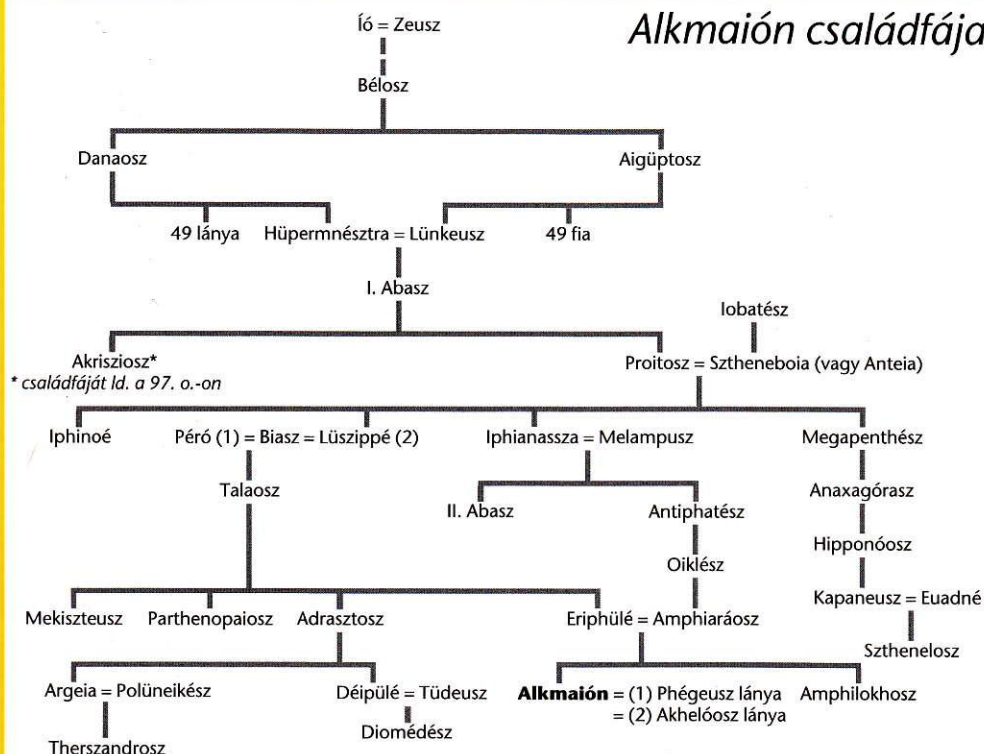 Alkmaión családfája
Íó = Zeusz
Bélosz
Danaosz Aigüptosz
49 lánya Hüpermnésztra = Lünkeusz 49 fia
I. Abasz
Iobatész
Akrisziosz* Proitosz = Sztheneboia (vagy Anteia)
* családfáját ld. a 97. o.-on
Iphinoé Péró (1) = Biasz = Lüszippé (2) Iphianassza = Melampusz Megapenthész
Talaosz II. Abasz Antiphatész Anaxagórasz
Hipponóosz
Oiklész
Kapaneusz = Euadné
Mekiszteusz Parthenopaiosz Adrasztosz Eriphülé = Amphiaráosz
Szthenelosz
Argeia = Polüneikész Déipülé = Tüdeusz Alkmaión = (1) Phégeusz lánya Amphilokhosz
= (2) Akhelóosz lánya
Diomédész
Therszandrosz